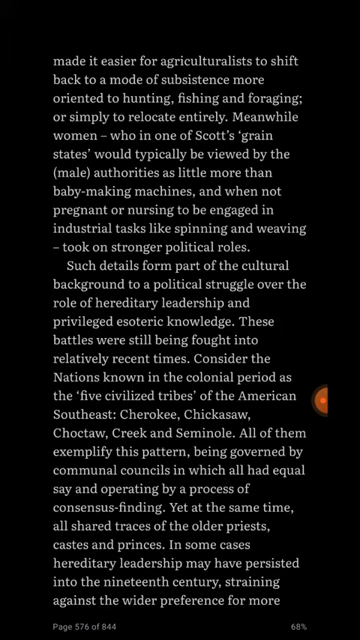 made it easier for agriculturalists to shift
back to a mode of subsistence more
oriented to hunting, fishing and foraging;
or simply to relocate entirely. Meanwhile
women – who in one of Scott's 'grain
states' would typically be viewed by the
(male) authorities as little more than
baby-making machines, and when not
pregnant or nursing to be engaged in
industrial tasks like spinning and weaving
– took on stronger political roles.
Such details form part of the cultural
background to a political struggle over the
role of hereditary leadership and
privileged esoteric knowledge. These
battles were still being fought into
relatively recent times. Consider the
Nations known in the colonial period as
the 'five civilized tribes' of the American
Southeast: Cherokee, Chickasaw,
Choctaw, Creek and Seminole. All of them
exemplify this pattern, being governed by
communal councils in which all had equal
say and operating by a process of
consensus-finding. Yet at the same time,
all shared traces of the older priests,
castes and princes. In some cases
hereditary leadership may have persisted
into the nineteenth century, straining
against the wider preference for more
Page 576 of 844
68%